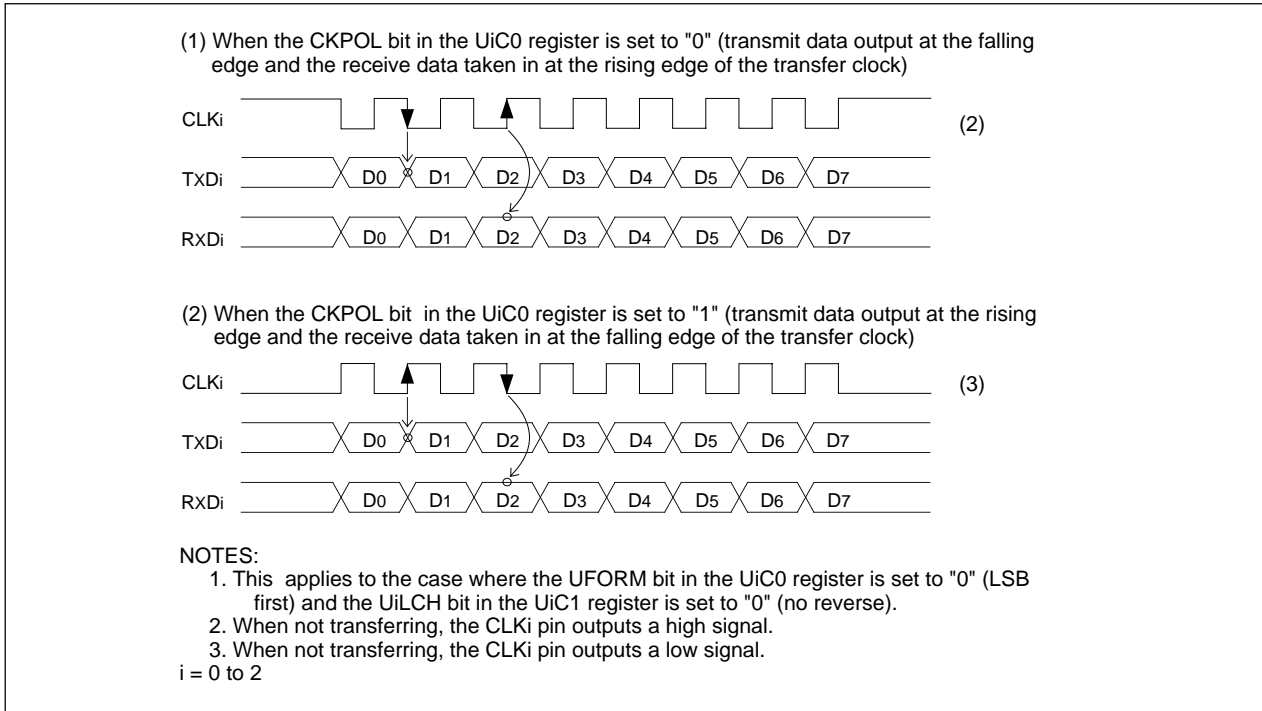 (1) When the CKPOL bit in the UiC0 register is set to "0" (transmit data output at the falling
edge and the receive data taken in at the rising edge of the transfer clock)
CLKi (2)
TXDi D0 D1 D2 D3 D4 D5 D6 D7
RXDi D0 D1 D2 D3 D4 D5 D6 D7
(2) When the CKPOL bit in the UiC0 register is set to "1" (transmit data output at the rising
edge and the receive data taken in at the falling edge of the transfer clock)
CLKi (3)
TXDi D0 D1 D2 D3 D4 D5 D6 D7
RXDi D0 D1 D2 D3 D4 D5 D6 D7
NOTES:
1. This applies to the case where the UFORM bit in the UiC0 register is set to "0" (LSB
first) and the UiLCH bit in the UiC1 register is set to "0" (no reverse).
2. When not transferring, the CLKi pin outputs a high signal.
3. When not transferring, the CLKi pin outputs a low signal.
i = 0 to 2